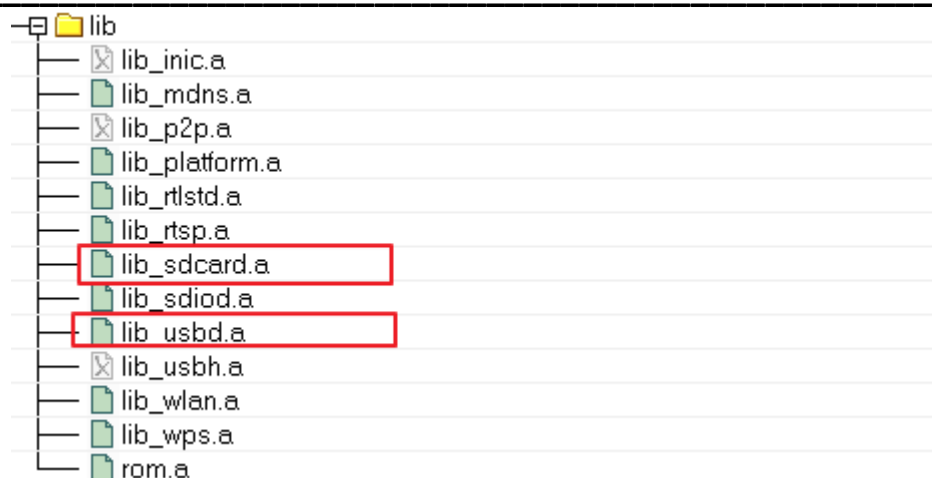 lib
lib_inic.a
lib_mdns.a
lib_p2p.a
lib_platform.a
lib_rtlstd.a
lib_rtsp.a
lib_sdcard.a
lib_sdiod.a
lib_usbd.a
lib_usbh.a
lib_wlan.a
lib_wps.a
rom.a